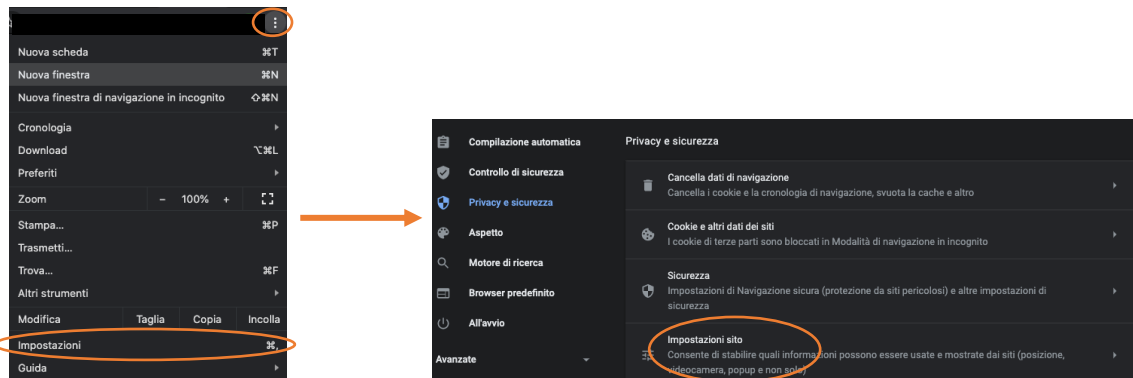 Nuova scheda ⌘T
Nuova finestra ⌘N
Nuova finestra di navigazione in incognito ⇧⌘N
Cronologia
Download ⌥⌘L
Preferiti
Zoom – 100% +
Stampa... ⌘P
Trasmetti...
Trova... ⌘F
Altri strumenti
Modifica Taglia Copia Incolla
Impostazioni ⌘,
Guida
Compilazione automatica
Controllo di sicurezza
Privacy e sicurezza
Aspetto
Motore di ricerca
Browser predefinito
All'avvio
Avanzate
Privacy e sicurezza
Cancella dati di navigazione
Cancella i cookie e la cronologia di navigazione, svuota la cache e altro
Cookie e altri dati dei siti
I cookie di terze parti sono bloccati in Modalità di navigazione in incognito
Sicurezza
Impostazioni di Navigazione sicura (protezione da siti pericolosi) e altre impostazioni di
sicurezza
Impostazioni sito
Consente di stabilire quali informazioni possono essere usate e mostrate dai siti (posizione,
videocamera, popup e non solo)